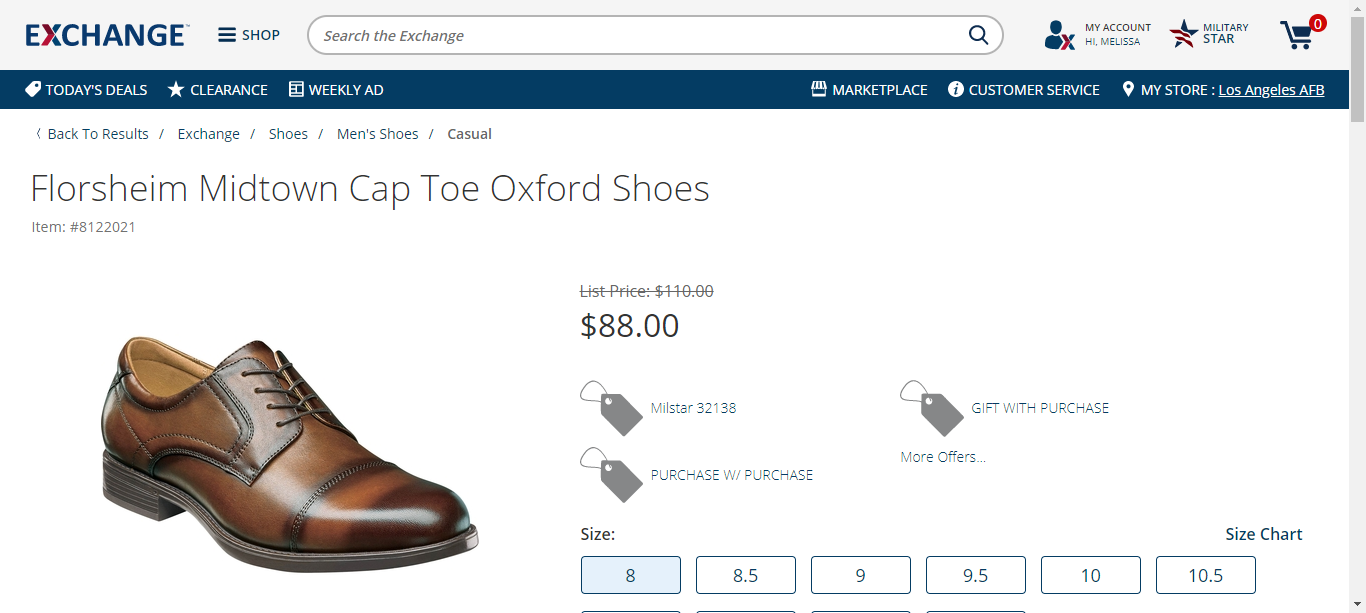 EXCHANGE™
SHOP
Search the Exchange
MY ACCOUNT
HI, MELISSA
MILITARY
STAR
0
TODAY'S DEALS
CLEARANCE
WEEKLY AD
MARKETPLACE
CUSTOMER SERVICE
MY STORE : Los Angeles AFB
Back To Results / Exchange / Shoes / Men's Shoes / Casual
Florsheim Midtown Cap Toe Oxford Shoes
Item: #8122021
List Price: $110.00
$88.00
Milstar 32138
GIFT WITH PURCHASE
PURCHASE W/ PURCHASE
More Offers...
Size:
Size Chart
8
8.5
9
9.5
10
10.5